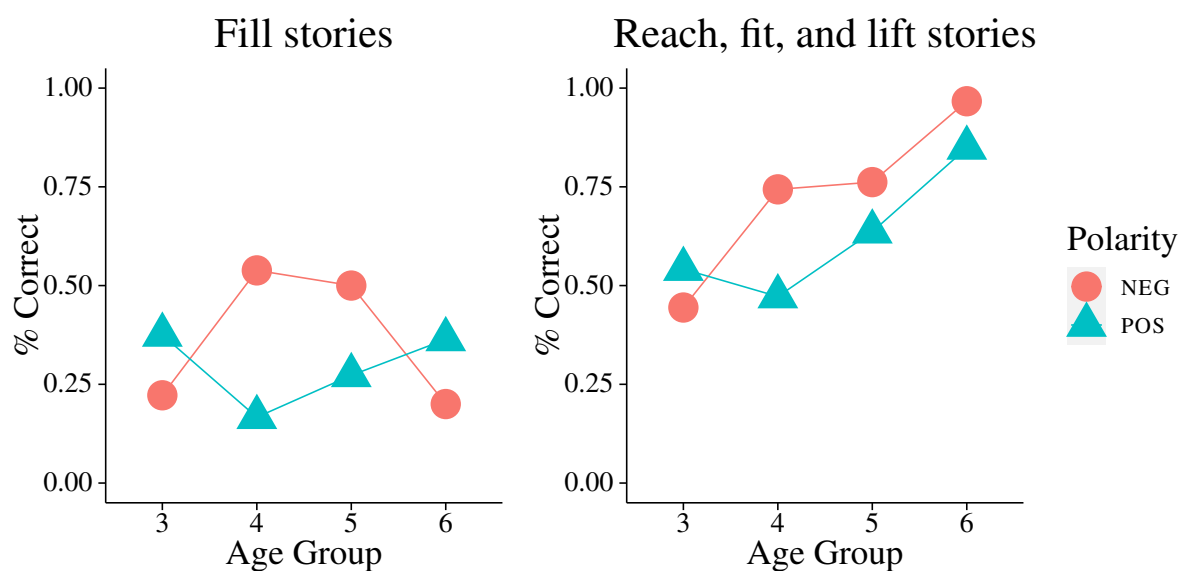 Fill stories
% Correct
1.00
0.75
0.50
0.25
0.00
3 4 5 6
Age Group
Reach, fit, and lift stories
% Correct
1.00
0.75
0.50
0.25
0.00
3 4 5 6
Age Group
Polarity
NEG
POS